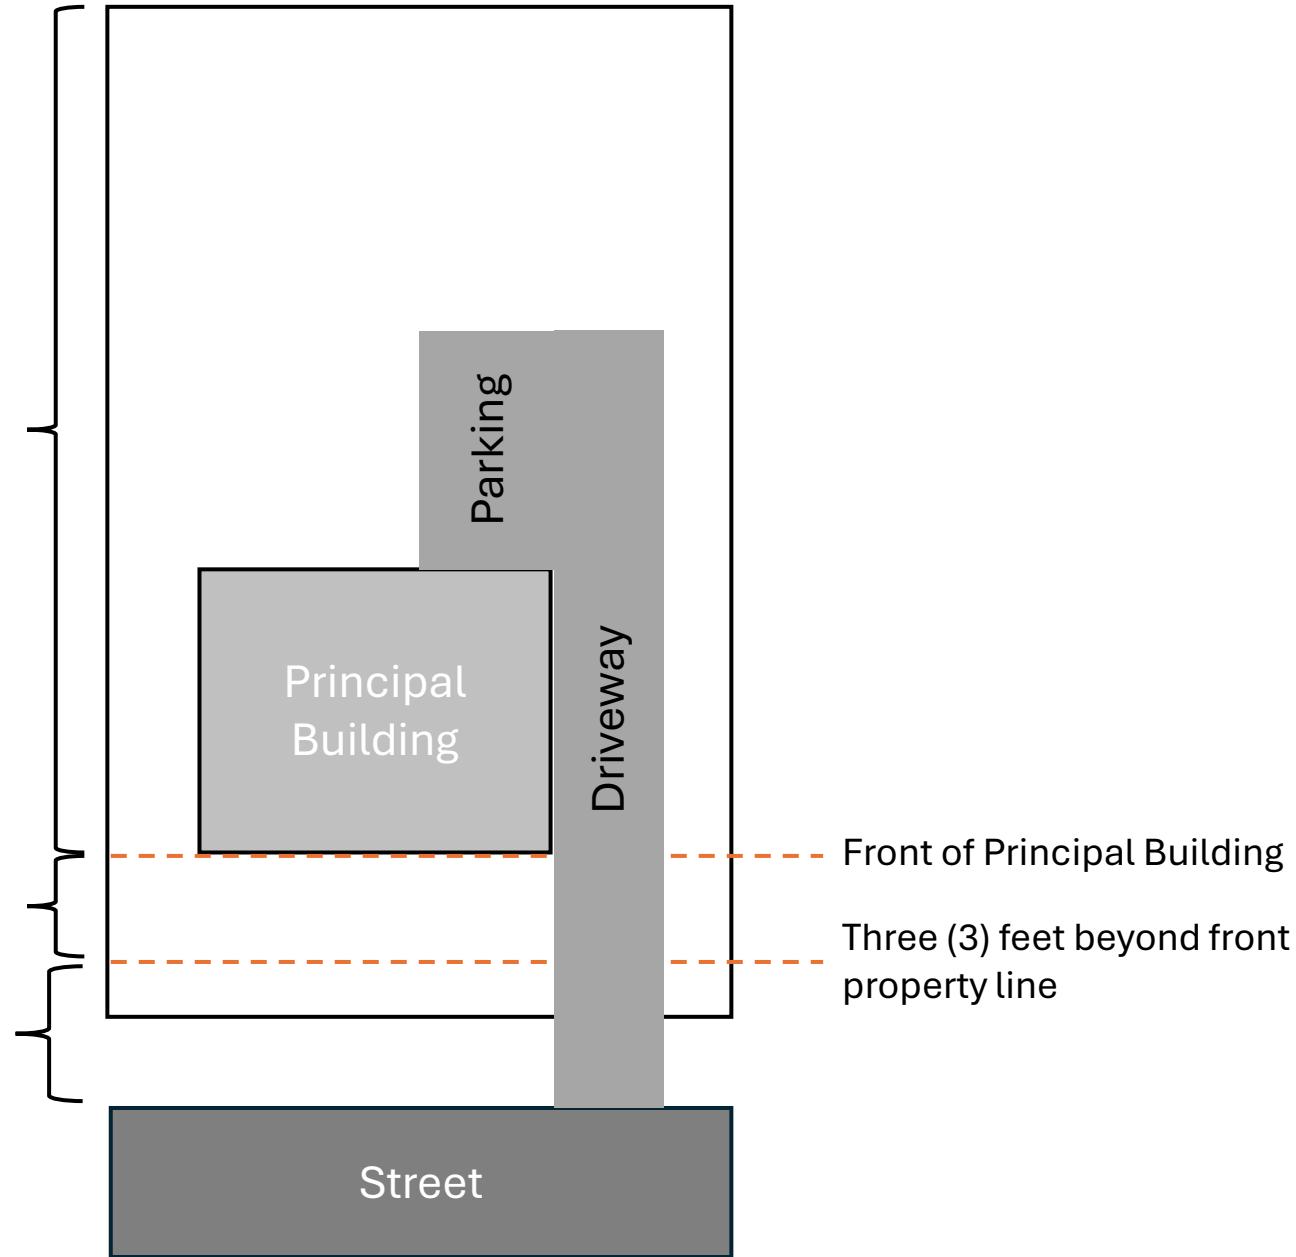 Parking
Principal
Building
Driveway
Front of Principal Building
Three (3) feet beyond front
property line
Street